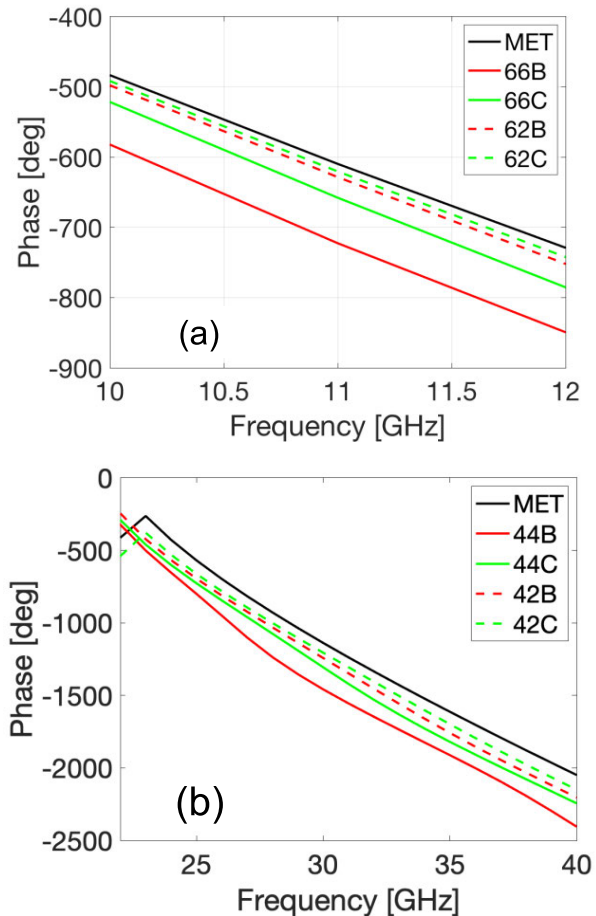 -400
-500
-600
-700
-800
-900
Phase [deg]
MET
66B
66C
62B
62C
(a)
10
10.5
11
11.5
12
Frequency [GHz]
0
-500
-1000
-1500
-2000
-2500
Phase [deg]
MET
44B
44C
42B
42C
(b)
25
30
35
40
Frequency [GHz]